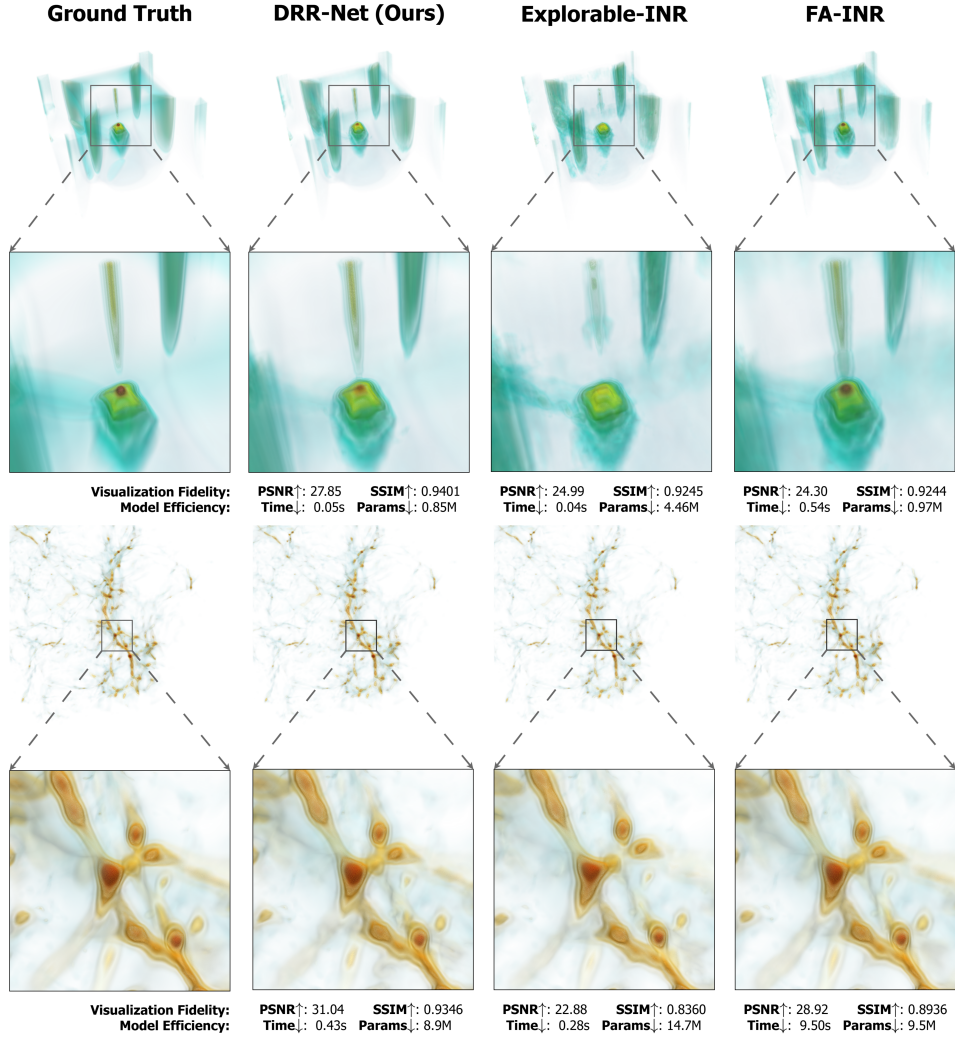 Ground Truth DRR-Net (Ours) Explorable-INR FA-INR
Visualization Fidelity: PSNR↑: 27.85 SSIM↑: 0.9401 PSNR↑: 24.99 SSIM↑: 0.9245 PSNR↑: 24.30 SSIM↑: 0.9244
Model Efficiency: Time↓: 0.05s Params↓: 0.85M Time↓: 0.04s Params↓: 4.46M Time↓: 0.54s Params↓: 0.97M
Visualization Fidelity: PSNR↑: 31.04 SSIM↑: 0.9346 PSNR↑: 22.88 SSIM↑: 0.8360 PSNR↑: 28.92 SSIM↑: 0.8936
Model Efficiency: Time↓: 0.43s Params↓: 8.9M Time↓: 0.28s Params↓: 14.7M Time↓: 9.50s Params↓: 9.5M